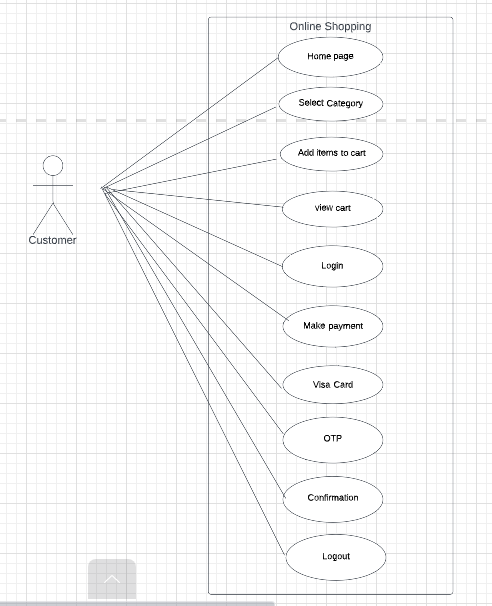 Online Shopping
Home page
Select Category
Add items to cart
view cart
Customer
Login
Make payment
Visa Card
OTP
Confirmation
Logout